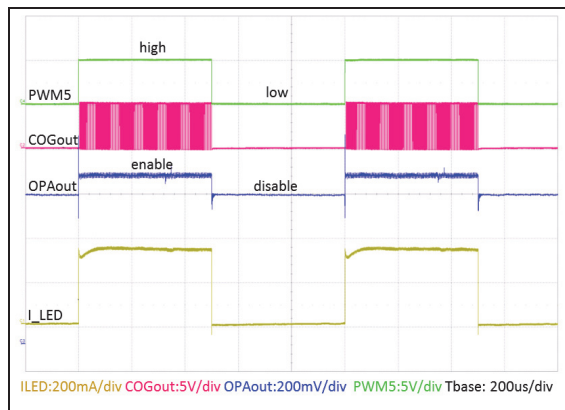 high
PWM5
low
COGout
enable
OPAout
disable
I_LED
ILED:200mA/div COGout:5V/div OPAout:200mV/div PWM5:5V/div Tbase: 200us/div